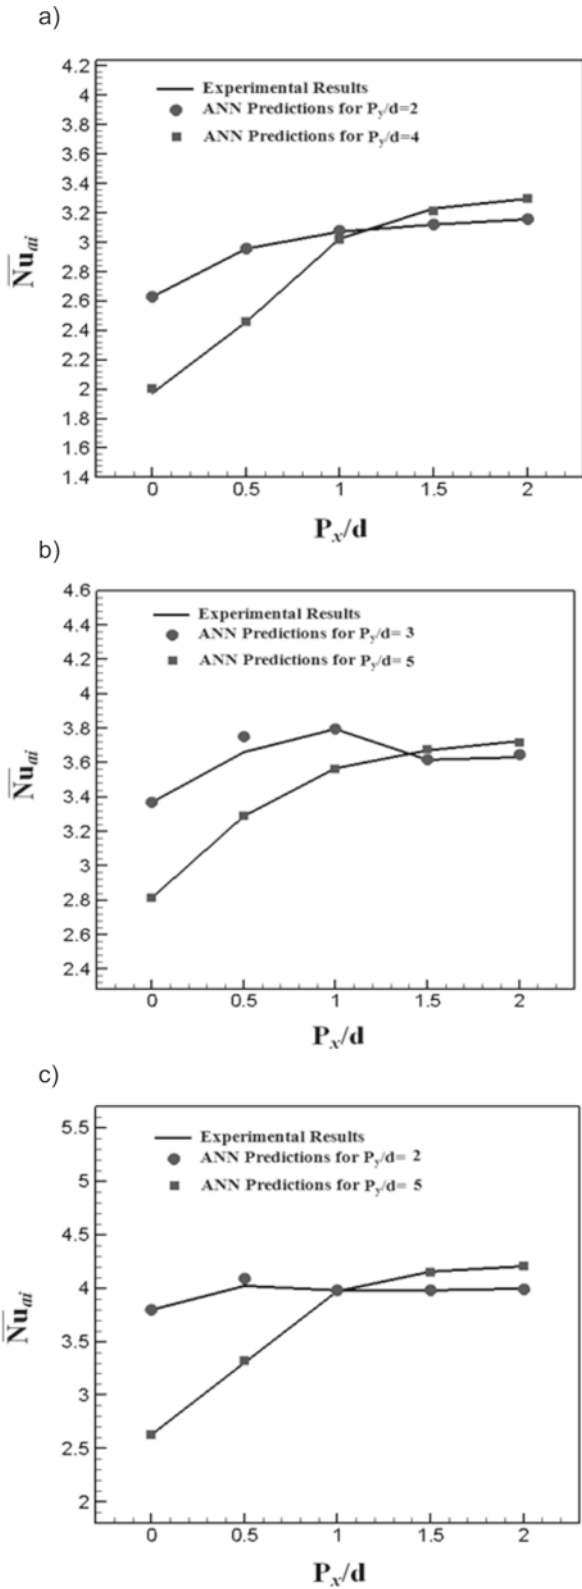 a)
4.2
4
3.8
3.6
3.4
3.2
3
2.8
2.6
2.4
2.2
2
1.8
1.6
1.4
Experimental Results
ANN Predictions for Py/d=2
ANN Predictions for Py/d=4
N̅u̅ai
0 0.5 1 1.5 2
Px/d
b)
4.6
4.4
4.2
4
3.8
3.6
3.4
3.2
3
2.8
2.6
2.4
Experimental Results
ANN Predictions for Py/d= 3
ANN Predictions for Py/d= 5
N̅u̅ai
0 0.5 1 1.5 2
Px/d
c)
5.5
5
4.5
4
3.5
3
2.5
2
Experimental Results
ANN Predictions for Py/d= 2
ANN Predictions for Py/d= 5
N̅u̅ai
0 0.5 1 1.5 2
Px/d